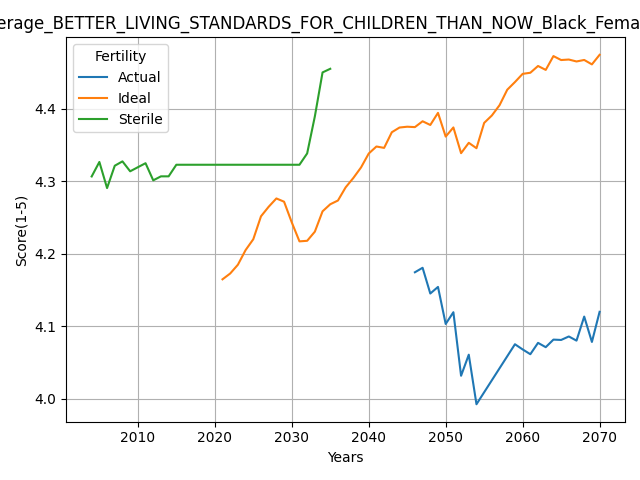 erage_BETTER_LIVING_STANDARDS_FOR_CHILDREN_THAN_NOW_Black_Fema
Fertility
Actual
Ideal
Sterile
Score(1-5)
4.4
4.3
4.2
4.1
4.0
2010 2020 2030 2040 2050 2060 2070
Years